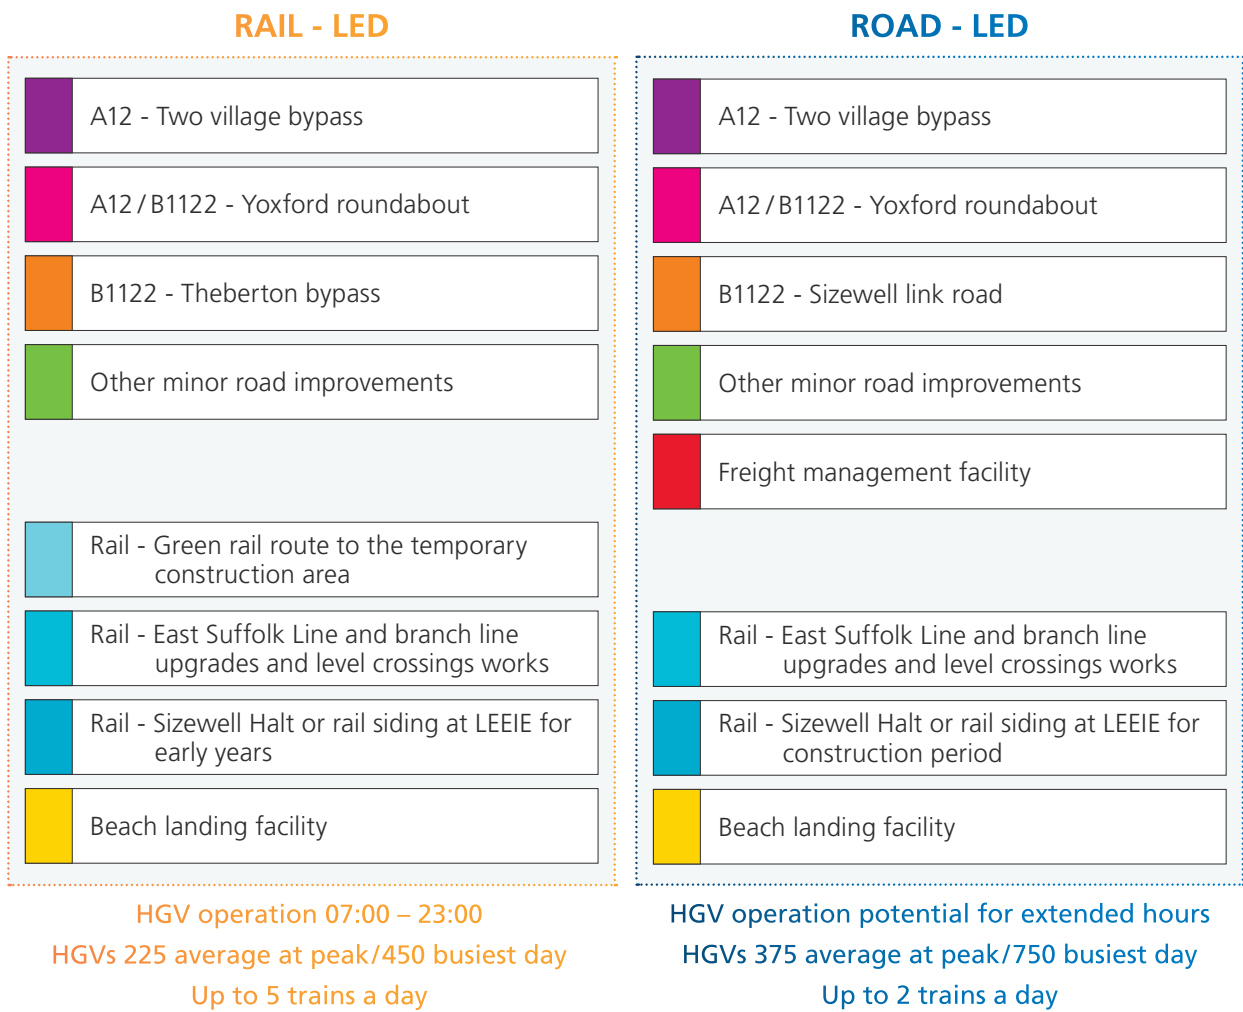 RAIL - LED
A12 - Two village bypass
A12 / B1122 - Yoxford roundabout
B1122 - Theberton bypass
Other minor road improvements
Rail - Green rail route to the temporary
construction area
Rail - East Suffolk Line and branch line
upgrades and level crossings works
Rail - Sizewell Halt or rail siding at LEEIE for
early years
Beach landing facility
HGV operation 07:00 – 23:00
HGVs 225 average at peak/450 busiest day
Up to 5 trains a day
ROAD - LED
A12 - Two village bypass
A12 / B1122 - Yoxford roundabout
B1122 - Sizewell link road
Other minor road improvements
Freight management facility
Rail - East Suffolk Line and branch line
upgrades and level crossings works
Rail - Sizewell Halt or rail siding at LEEIE for
construction period
Beach landing facility
HGV operation potential for extended hours
HGVs 375 average at peak/750 busiest day
Up to 2 trains a day